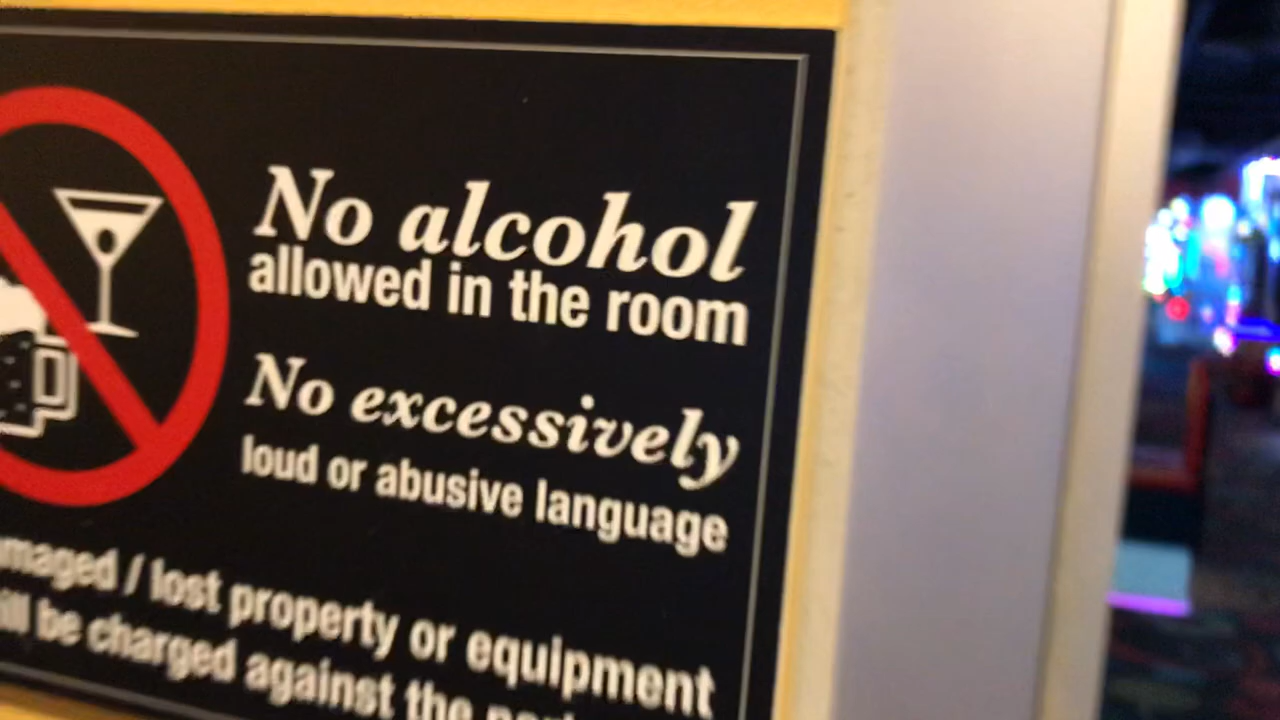 No alcohol
allowed in the room
No excessively
loud or abusive language
/ lost property or equipment
be charged against the